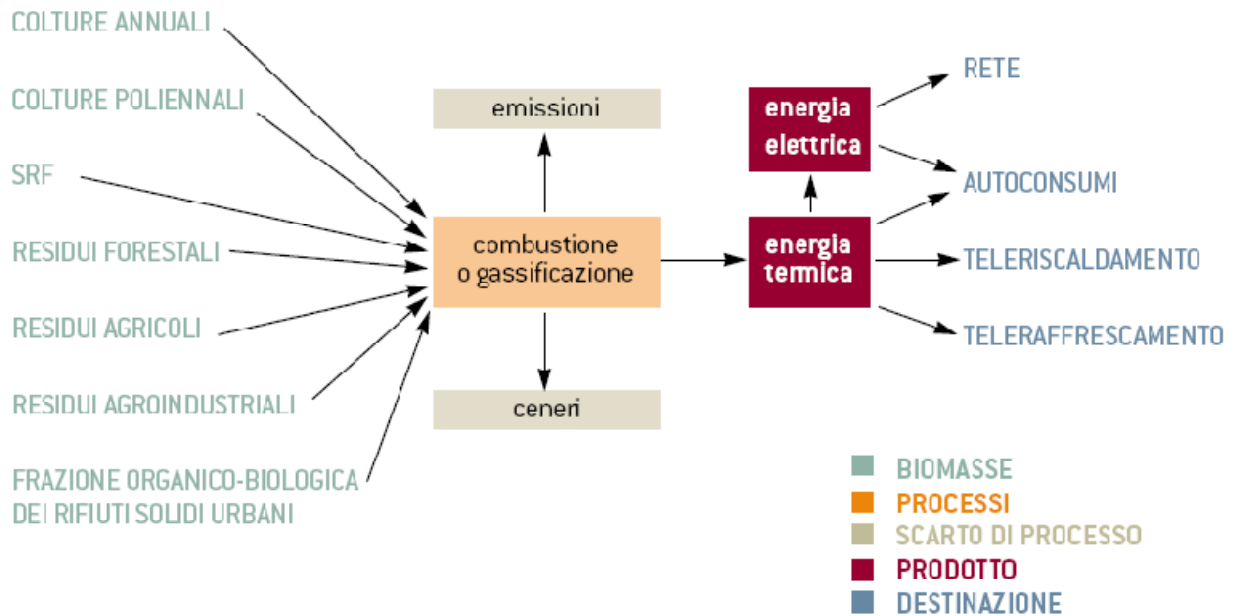 COLTURE ANNUALI
COLTURE POLIENNALI
SRF
RESIDUI FORESTALI
RESIDUI AGRICOLI
RESIDUI AGROINDUSTRIALI
FRAZIONE ORGANICO-BIOLOGICA
DEI RIFIUTI SOLIDI URBANI
emissioni
combustione
o gassificazione
ceneri
energia
elettrica
energia
termica
RETE
AUTOCONSUMI
TELERISCALDAMENTO
TELERAFFRESCAMENTO
BIOMASSE
PROCESSI
SCARTO DI PROCESSO
PRODOTTO
DESTINAZIONE